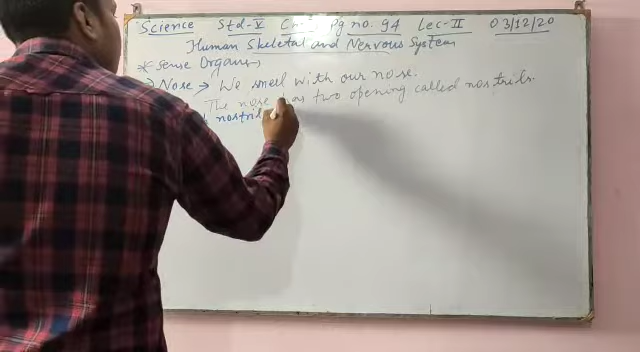 Science Std-V Ch- Pg no. 94 Lec-II 03/12/20
Human Skeletal and Nervous System
* Sense Organs
Nose → We smell with our nose.
The nose has two opening called nostrils.
nostril